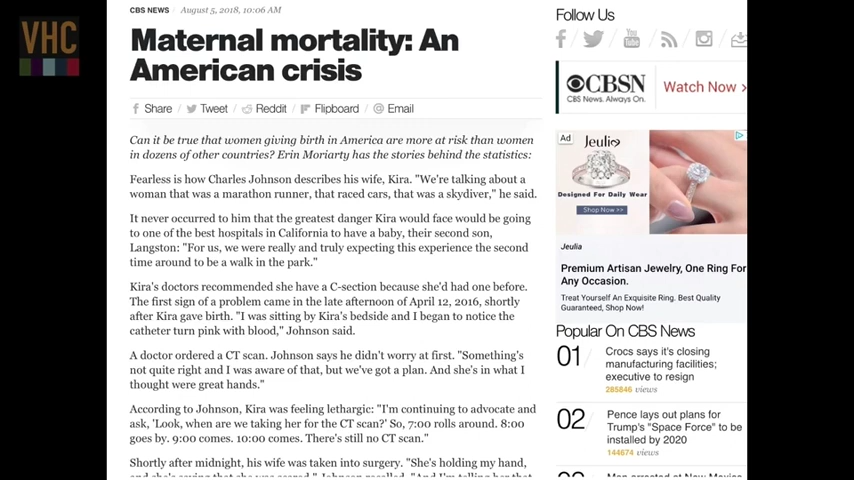 VHC
CBS NEWS / August 5, 2018, 10:06 AM
Maternal mortality: An
American crisis
Share / Tweet / Reddit / Flipboard / Email
Can it be true that women giving birth in America are more at risk than women
in dozens of other countries? Erin Moriarty has the stories behind the statistics:
Fearless is how Charles Johnson describes his wife, Kira. "We're talking about a
woman that was a marathon runner, that raced cars, that was a skydiver," he said.
It never occurred to him that the greatest danger Kira would face would be going
to one of the best hospitals in California to have a baby, their second son,
Langston: "For us, we were really and truly expecting this experience the second
time around to be a walk in the park."
Kira's doctors recommended she have a C-section because she'd had one before.
The first sign of a problem came in the late afternoon of April 12, 2016, shortly
after Kira gave birth. "I was sitting by Kira's bedside and I began to notice the
catheter turn pink with blood," Johnson said.
A doctor ordered a CT scan. Johnson says he didn't worry at first. "Something's
not quite right and I was aware of that, but we've got a plan. And she's in what I
thought were great hands."
According to Johnson, Kira was feeling lethargic: "I'm continuing to advocate and
ask, 'Look, when are we taking her for the CT scan?' So, 7:00 rolls around. 8:00
goes by. 9:00 comes. 10:00 comes. There's still no CT scan."
Shortly after midnight, his wife was taken into surgery. "She's holding my hand,
Follow Us
You
Tube
CBSN
CBS News. Always On.
Watch Now >
Ad
Jeulia
Designed For Daily Wear
Shop Now >>
Jeulia
Premium Artisan Jewelry, One Ring For
Any Occasion.
Treat Yourself An Exquisite Ring. Best Quality
Guarantee, Shop Now!
Popular On CBS News
01
Crocs says it's closing
manufacturing facilities;
executive to resign
285846 views
02
Pence lays out plans for
Trump's "Space Force" to be
installed by 2020
144674 views